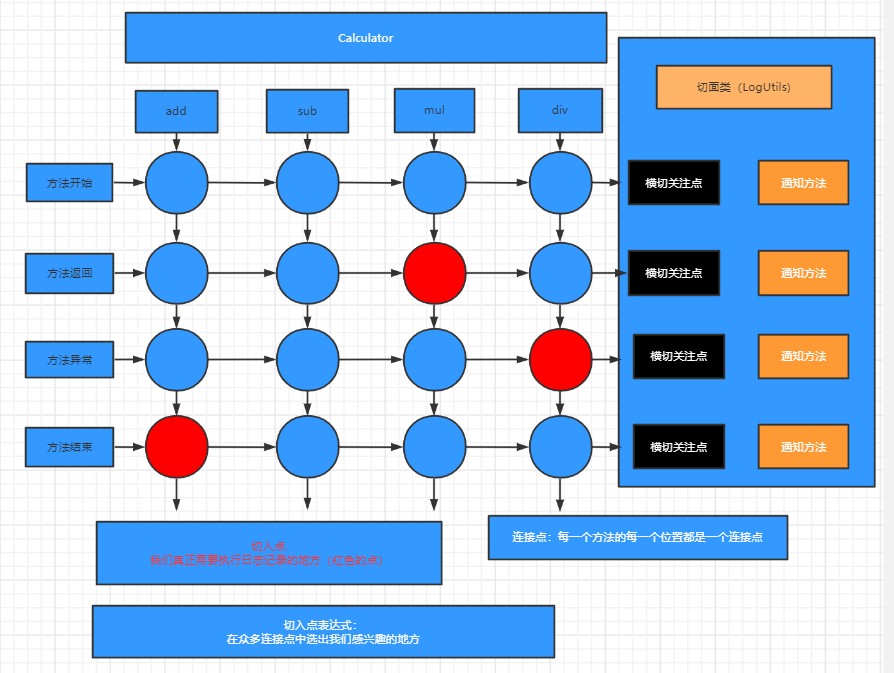 Calculator
切面类（LogUtils)
add
sub
mul
div
方法开始
横切关注点
通知方法
方法返回
横切关注点
通知方法
方法异常
横切关注点
通知方法
方法结束
横切关注点
通知方法
切入点
我们真正需要执行日志记录的地方（红色的点）
连接点：每一个方法的每一个位置都是一个连接点
切入点表达式：
在众多连接点中选出我们感兴趣的地方